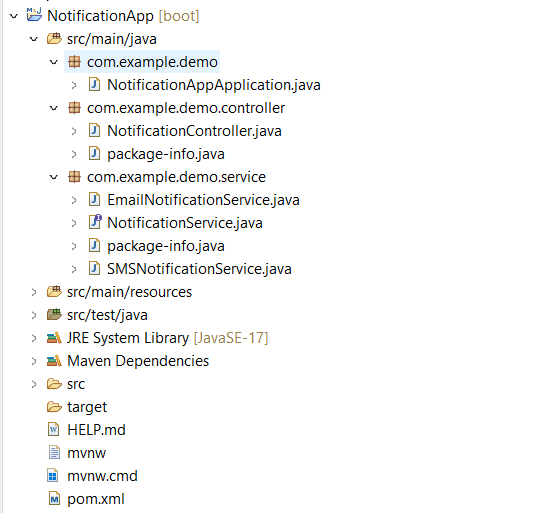 NotificationApp [boot]
src/main/java
com.example.demo
NotificationAppApplication.java
com.example.demo.controller
NotificationController.java
package-info.java
com.example.demo.service
EmailNotificationService.java
NotificationService.java
package-info.java
SMSNotificationService.java
src/main/resources
src/test/java
JRE System Library [JavaSE-17]
Maven Dependencies
src
target
HELP.md
mvnw
mvnw.cmd
pom.xml